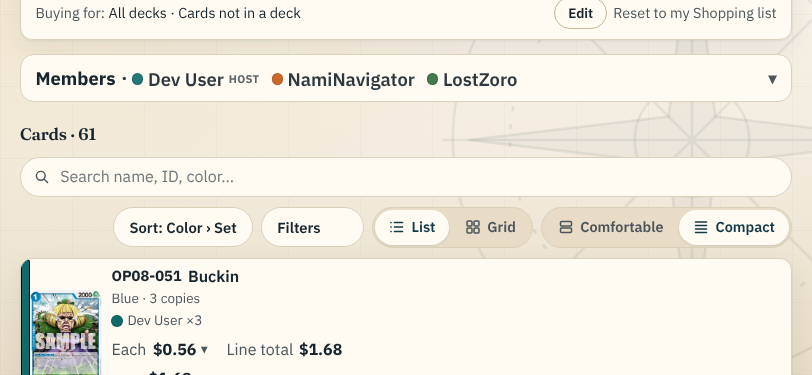 Buying for: All decks · Cards not in a deck Edit Reset to my Shopping list
Members · Dev User HOST NamiNavigator LostZoro ▾
Cards · 61
Search name, ID, color...
Sort: Color › Set Filters List Grid Comfortable Compact
OP08-051 Buckin
Blue · 3 copies
Dev User ×3
2000
SAMPLE
Each $0.56 ▾ Line total $1.68